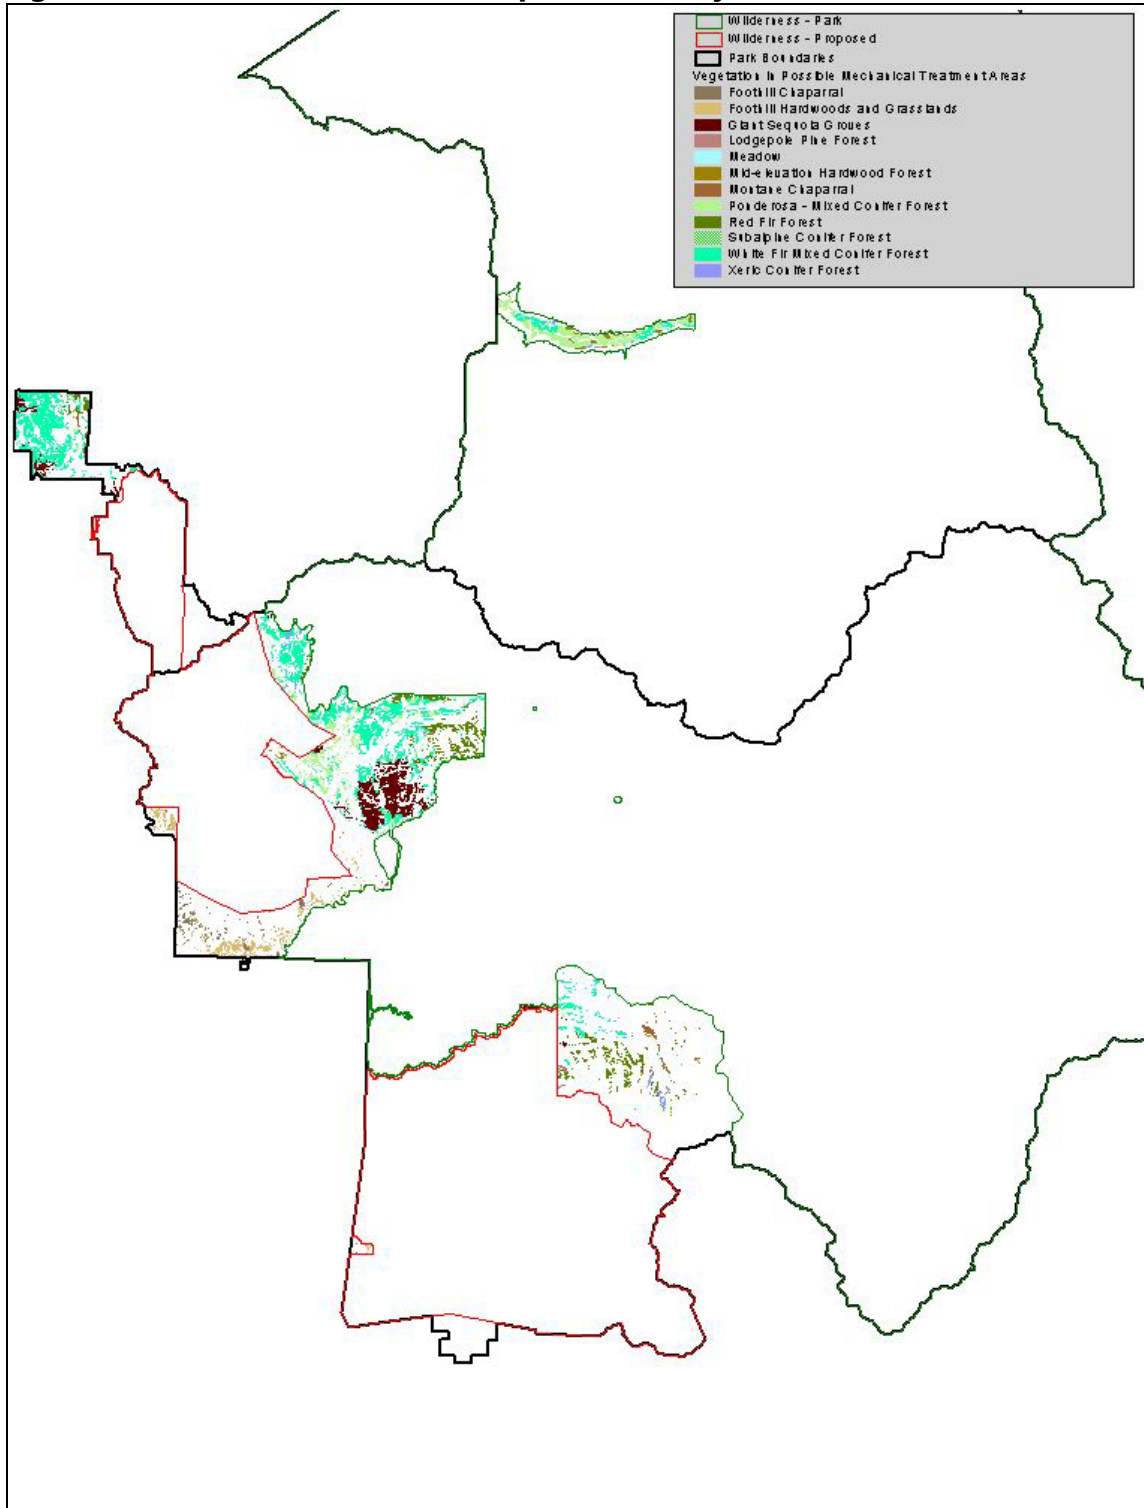 Wilderness - Park
Wilderness - Proposed
Park Boundaries
Vegetation in Possible Mechanical Treatment Areas
Foothill Chaparral
Foothill Hardwoods and Grasslands
Giant Sequoia Groves
Lodgepole Pine Forest
Meadow
Mid-elevation Hardwood Forest
Montane Chaparral
Ponderosa - Mixed Conifer Forest
Red Fir Forest
Subalpine Conifer Forest
White Fir Mixed Conifer Forest
Xeric Conifer Forest